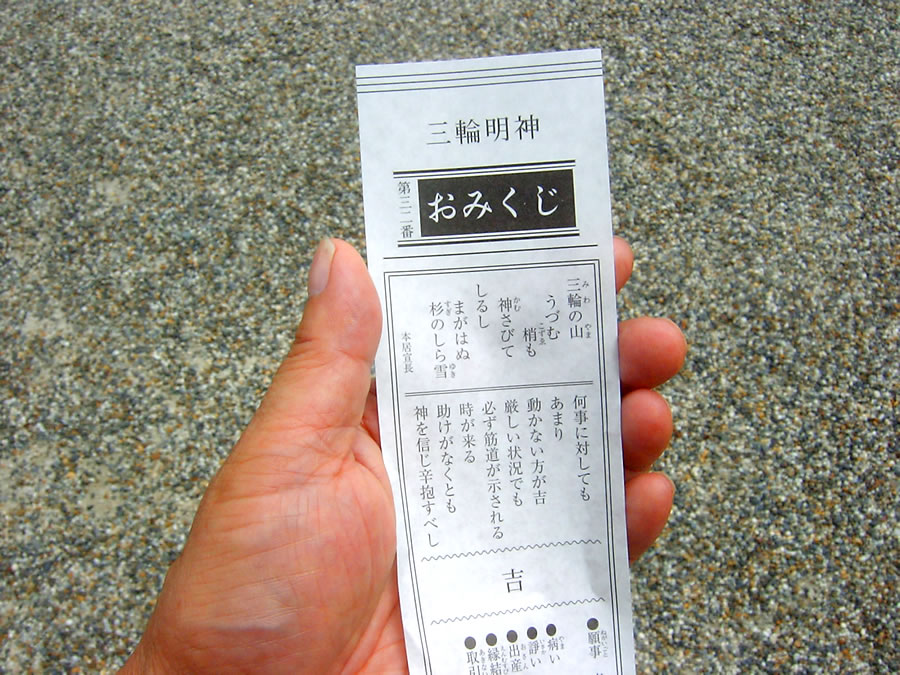 三輪明神
おみくじ
第三二番
三輪の山
うづむ
梢も
神さびて
しるし
まがはぬ
杉のしら雪
本居宣長
何事に対しても
あまり
動かない方が吉
厳しい状況でも
必ず筋道が示される
時が来る
助けがなくとも
神を信じ辛抱すべし
吉
●願事
●病い
●諍い
●出産
●縁結
●取引